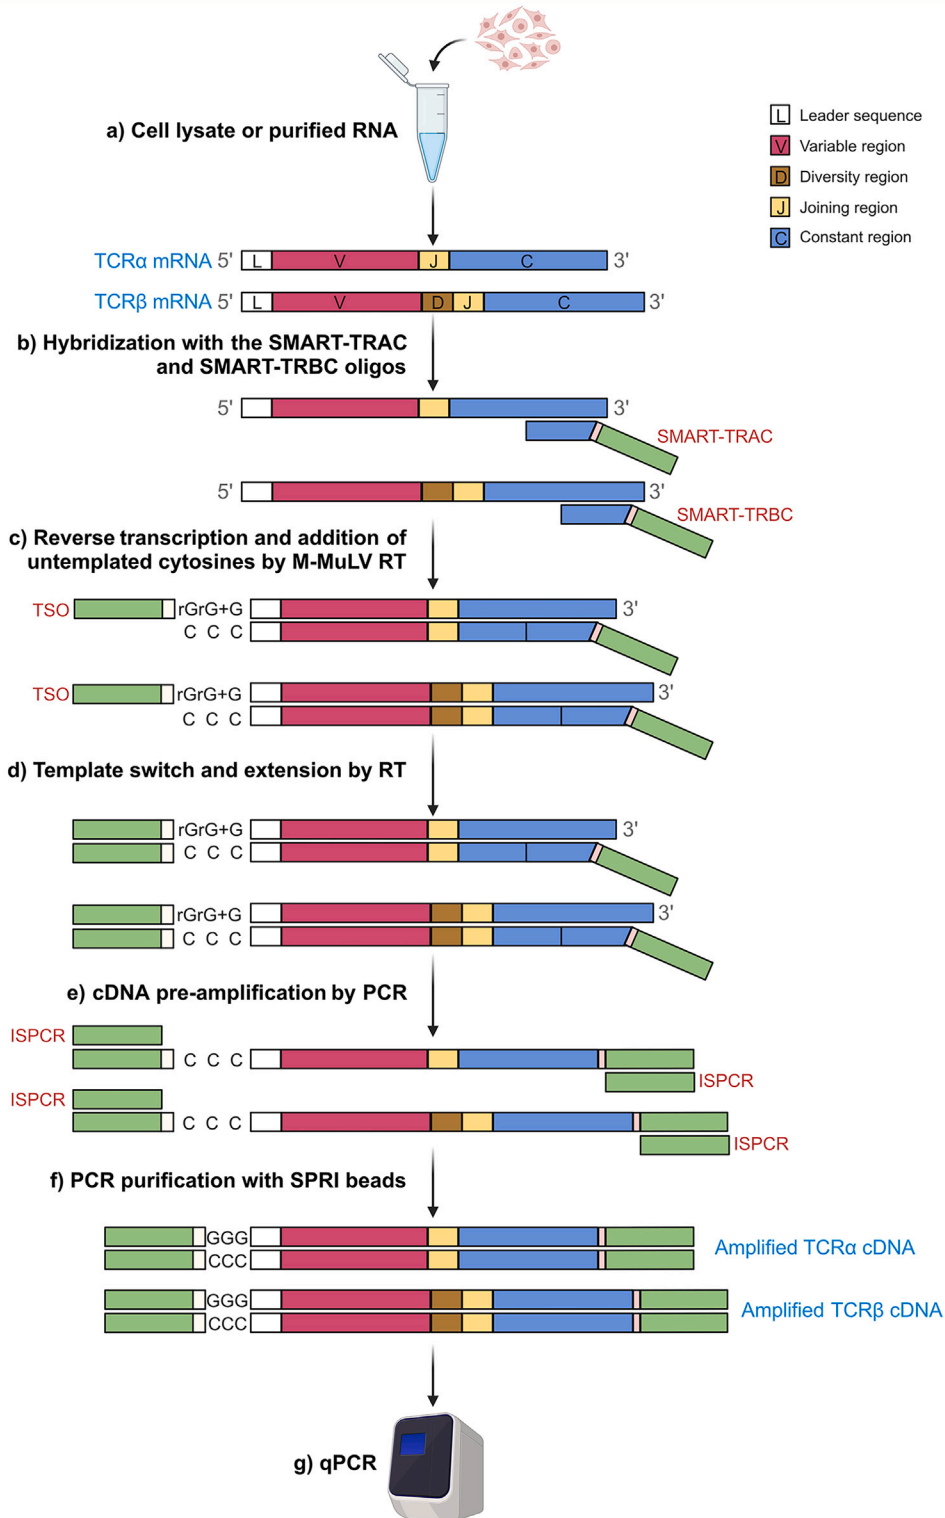 a) Cell lysate or purified RNA
L Leader sequence
V Variable region
D Diversity region
J Joining region
C Constant region
TCRα mRNA 5' L V J C 3'
TCRβ mRNA 5' L V D J C 3'
b) Hybridization with the SMART-TRAC
and SMART-TRBC oligos
5' 3'
SMART-TRAC
5' 3'
SMART-TRBC
c) Reverse transcription and addition of
untemplated cytosines by M-MuLV RT
TSO rGrG+G 3'
C C C
TSO rGrG+G 3'
C C C
d) Template switch and extension by RT
rGrG+G 3'
C C C
rGrG+G 3'
C C C
e) cDNA pre-amplification by PCR
ISPCR
C C C
ISPCR
ISPCR
C C C
ISPCR
f) PCR purification with SPRI beads
GGG
CCC
Amplified TCRα cDNA
GGG
CCC
Amplified TCRβ cDNA
g) qPCR